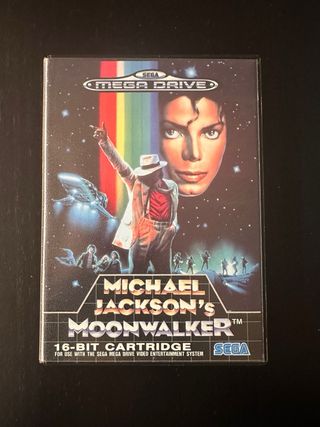 SEGA
MEGA DRIVE
MICHAEL
JACKSON's
MOONWALKER™
16-BIT CARTRIDGE
FOR USE WITH THE SEGA MEGA DRIVE VIDEO ENTERTAINMENT SYSTEM
SEGA